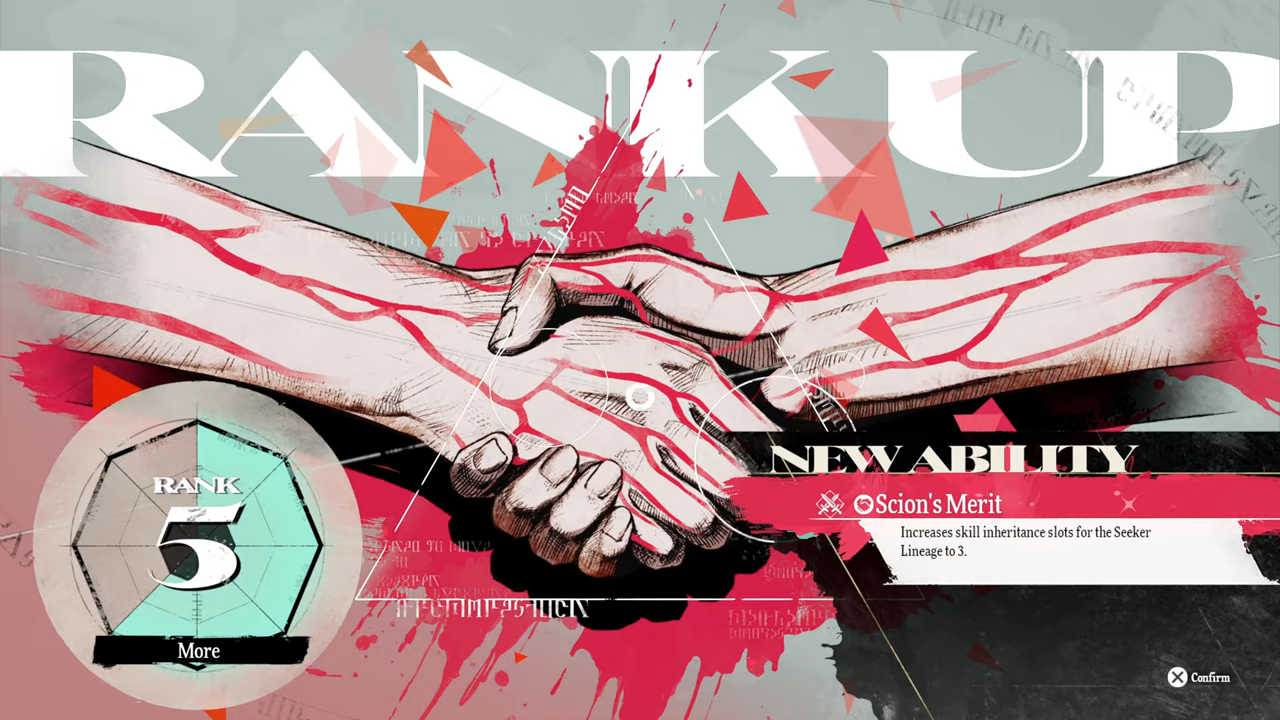 RANK UP
RANK
5
More
NEW ABILITY
Scion's Merit
Increases skill inheritance slots for the Seeker
Lineage to 3.
Confirm